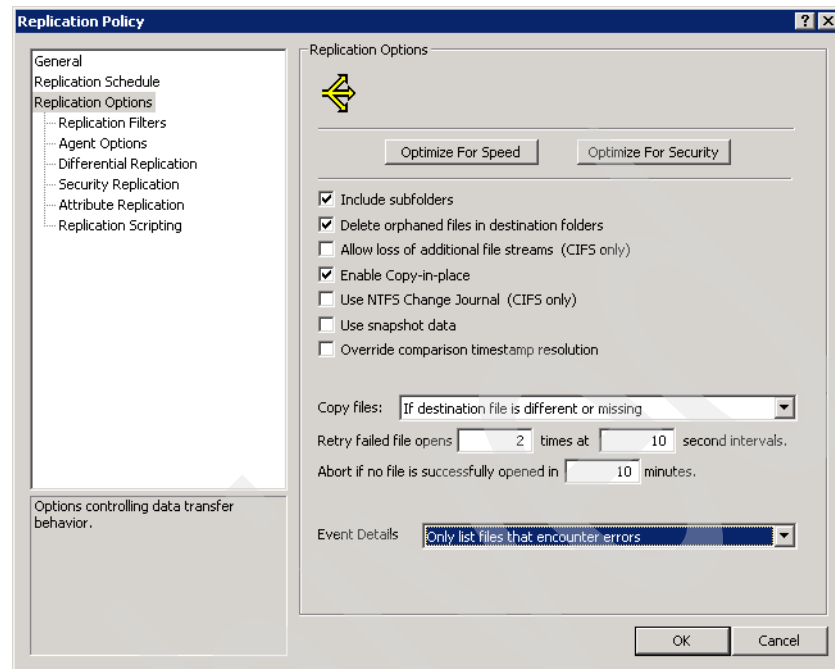 Replication Policy
General
Replication Schedule
Replication Options
Replication Filters
Agent Options
Differential Replication
Security Replication
Attribute Replication
Replication Scripting
Options controlling data transfer
behavior.
Replication Options
Optimize For Speed Optimize For Security
Include subfolders
Delete orphaned files in destination folders
Allow loss of additional file streams (CIFS only)
Enable Copy-in-place
Use NTFS Change Journal (CIFS only)
Use snapshot data
Override comparison timestamp resolution
Copy files: If destination file is different or missing
Retry failed file opens 2 times at 10 second intervals.
Abort if no file is successfully opened in 10 minutes.
Event Details Only list files that encounter errors
OK Cancel